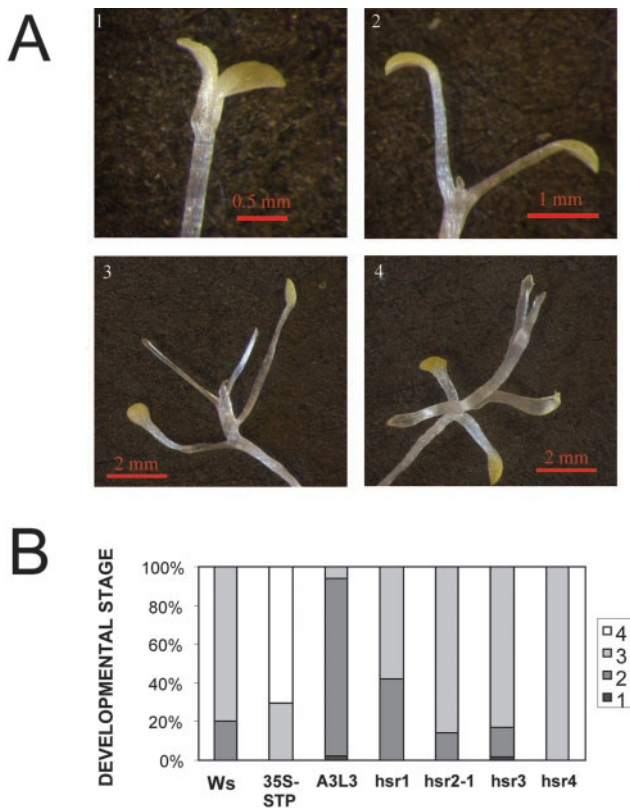 A
1
2
0.5 mm
1 mm
3
4
2 mm
2 mm
B
DEVELOPMENTAL STAGE
100%
80%
60%
40%
20%
0%
Ws
35S-STP
A3L3
hsr1
hsr2-1
hsr3
hsr4
4
3
2
1